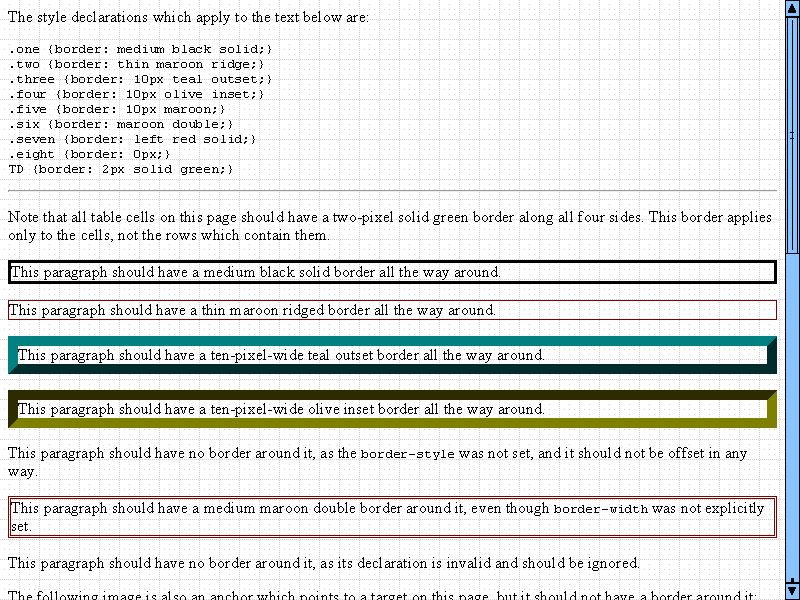 The style declarations which apply to the text below are:
.one {border: medium black solid;}
.two {border: thin maroon ridge;}
.three {border: 10px teal outset;}
.four {border: 10px olive inset;}
.five {border: 10px maroon;}
.six {border: maroon double;}
.seven {border: left red solid;}
.eight {border: 0px;}
TD {border: 2px solid green;}
Note that all table cells on this page should have a two-pixel solid green border along all four sides. This border applies
only to the cells, not the rows which contain them.
This paragraph should have a medium black solid border all the way around.
This paragraph should have a thin maroon ridged border all the way around.
This paragraph should have a ten-pixel-wide teal outset border all the way around.
This paragraph should have a ten-pixel-wide olive inset border all the way around.
This paragraph should have no border around it, as the border-style was not set, and it should not be offset in any
way.
This paragraph should have a medium maroon double border around it, even though border-width was not explicitly
set.
This paragraph should have no border around it, as its declaration is invalid and should be ignored.
The following image is also an anchor which points to a target on this page, but it should not have a border around it: